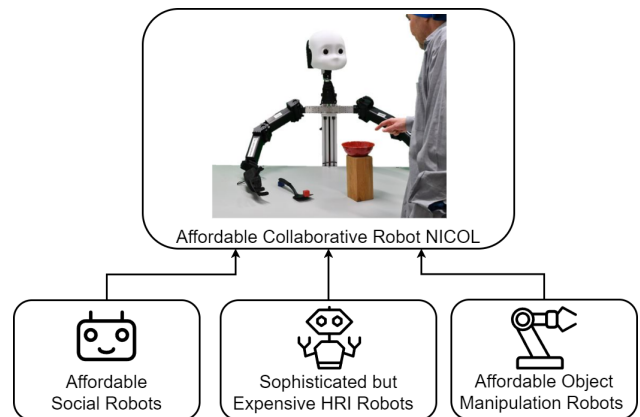 Affordable Collaborative Robot NICOL
Affordable
Social Robots
Sophisticated but
Expensive HRI Robots
Affordable Object
Manipulation Robots